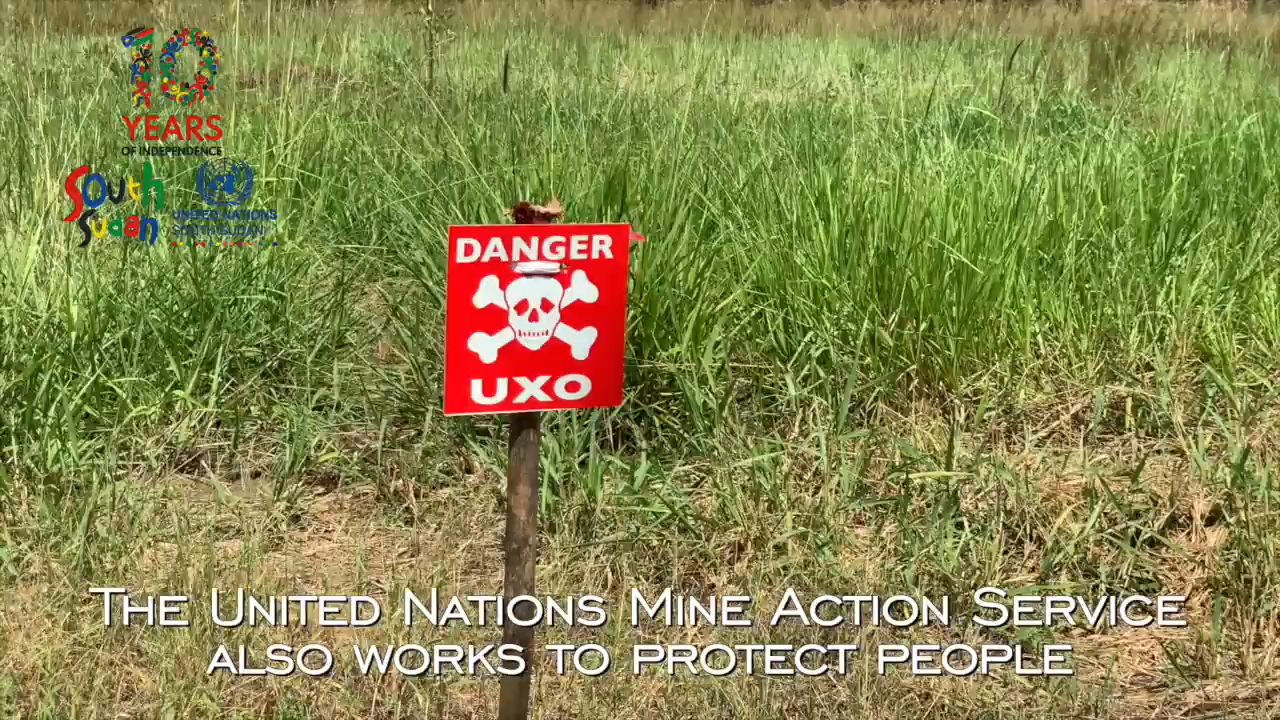 10
YEARS
OF INDEPENDENCE
South
Sudan
UNITED NATIONS
SOUTH SUDAN
DANGER
UXO
THE UNITED NATIONS MINE ACTION SERVICE
ALSO WORKS TO PROTECT PEOPLE